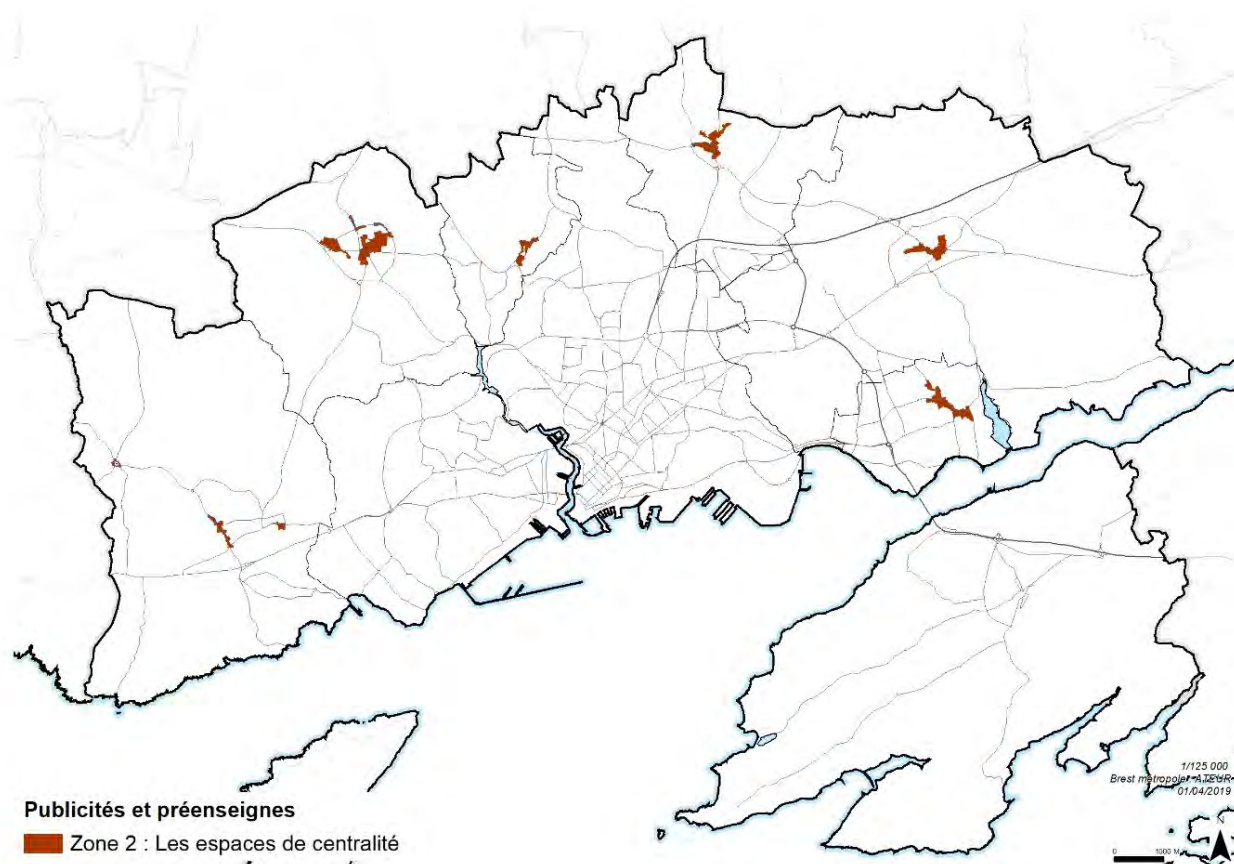 1/125 000
Brest métropole, ATEUR
01/04/2019
Publicités et préenseignes
Zone 2 : Les espaces de centralité
0 1000 M